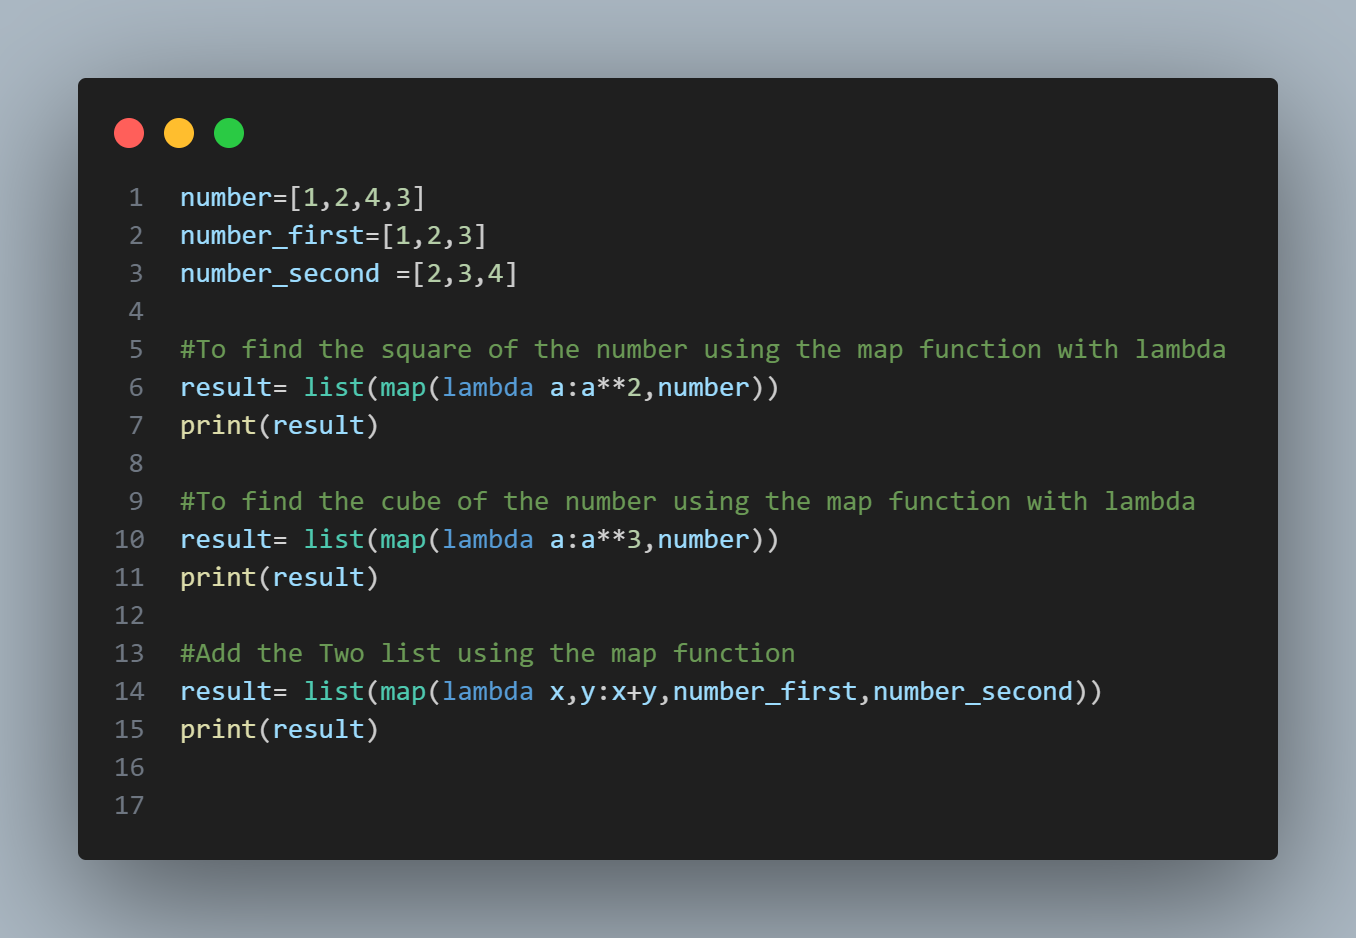 1 number=[1,2,4,3]
2 number_first=[1,2,3]
3 number_second =[2,3,4]
4
5 #To find the square of the number using the map function with lambda
6 result= list(map(lambda a:a**2,number))
7 print(result)
8
9 #To find the cube of the number using the map function with lambda
10 result= list(map(lambda a:a**3,number))
11 print(result)
12
13 #Add the Two list using the map function
14 result= list(map(lambda x,y:x+y,number_first,number_second))
15 print(result)
16
17